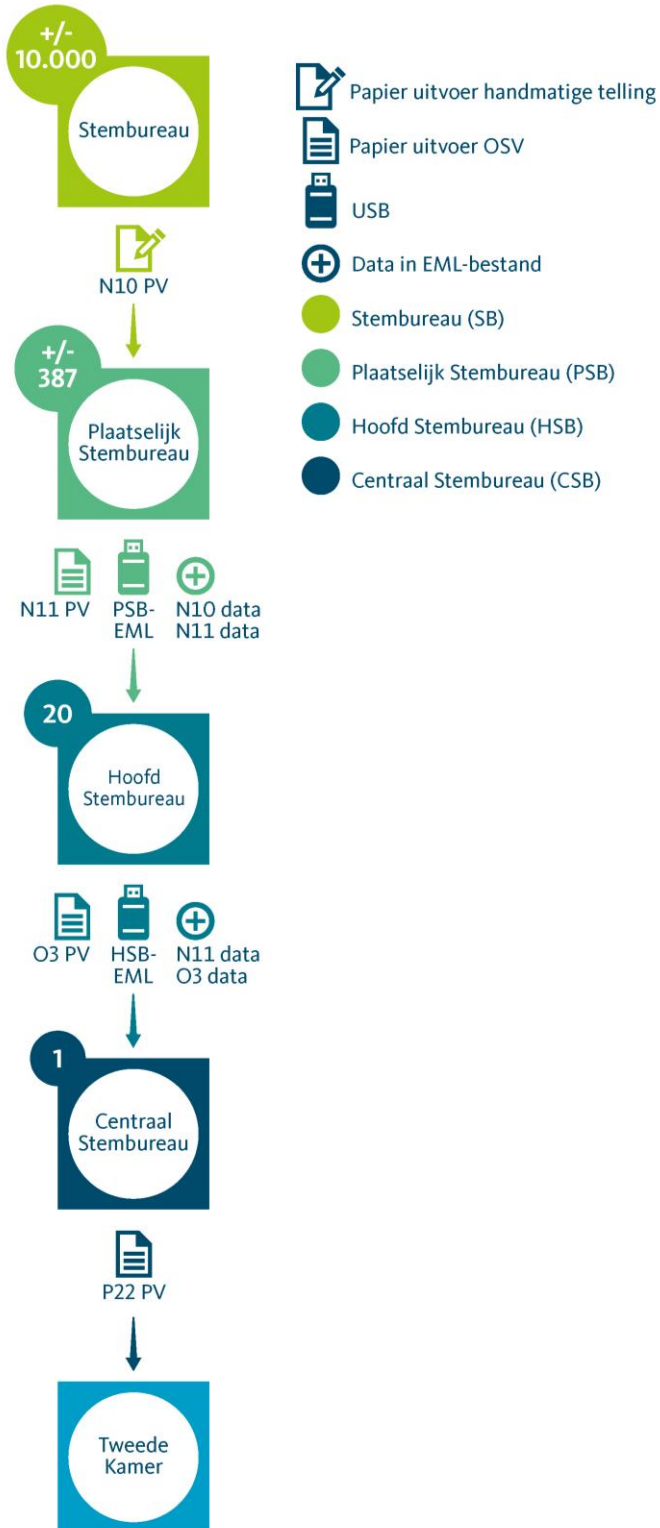 +/-
10.000
Stembureau
N10 PV
+/-
387
Plaatselijk
Stembureau
N11 PV
PSB-
EML
N10 data
N11 data
20
Hoofd
Stembureau
O3 PV
HSB-
EML
N11 data
O3 data
1
Centraal
Stembureau
P22 PV
Tweede
Kamer
Papier uitvoer handmatige telling
Papier uitvoer OSV
USB
Data in EML-bestand
Stembureau (SB)
Plaatselijk Stembureau (PSB)
Hoofd Stembureau (HSB)
Centraal Stembureau (CSB)